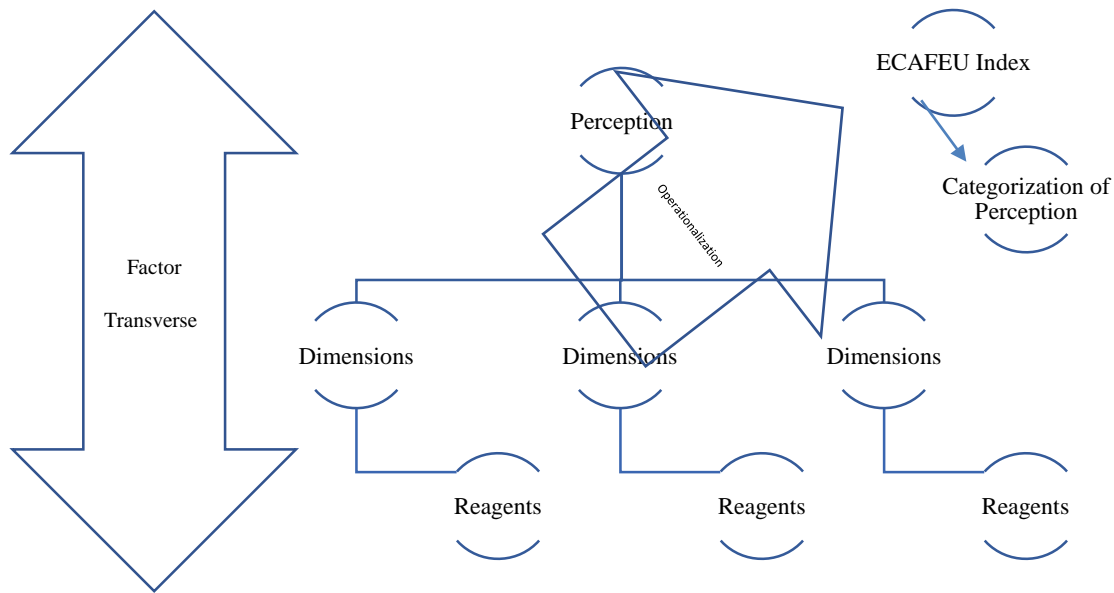 ECAFEU Index
Perception
Categorization of
Perception
Operationalization
Factor
Transverse
Dimensions
Dimensions
Dimensions
Reagents
Reagents
Reagents